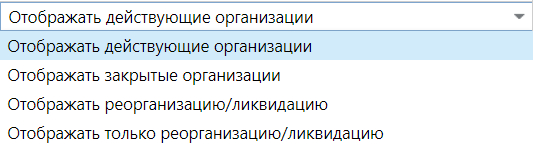 Отображать действующие организации
Отображать действующие организации
Отображать закрытые организации
Отображать реорганизацию/ликвидацию
Отображать только реорганизацию/ликвидацию